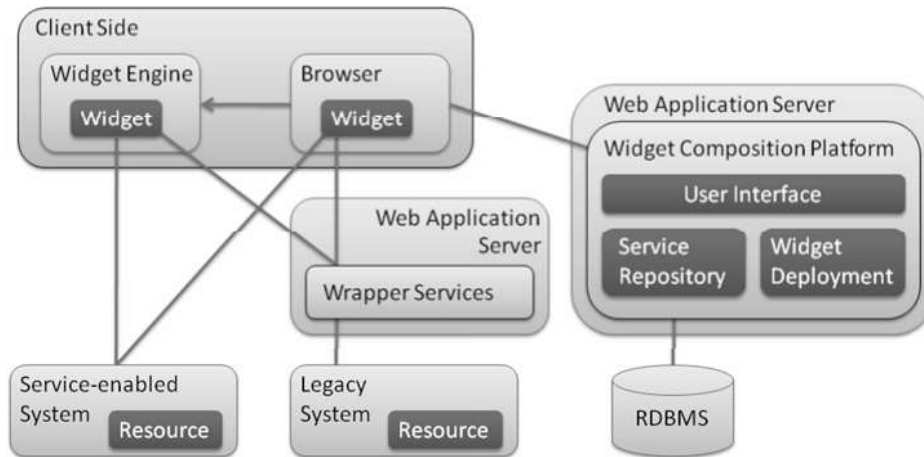 Client Side
Widget Engine
Widget
Browser
Widget
Web Application Server
Widget Composition Platform
User Interface
Service
Repository
Widget
Deployment
Web Application
Server
Wrapper Services
Service-enabled
System
Resource
Legacy
System
Resource
RDBMS